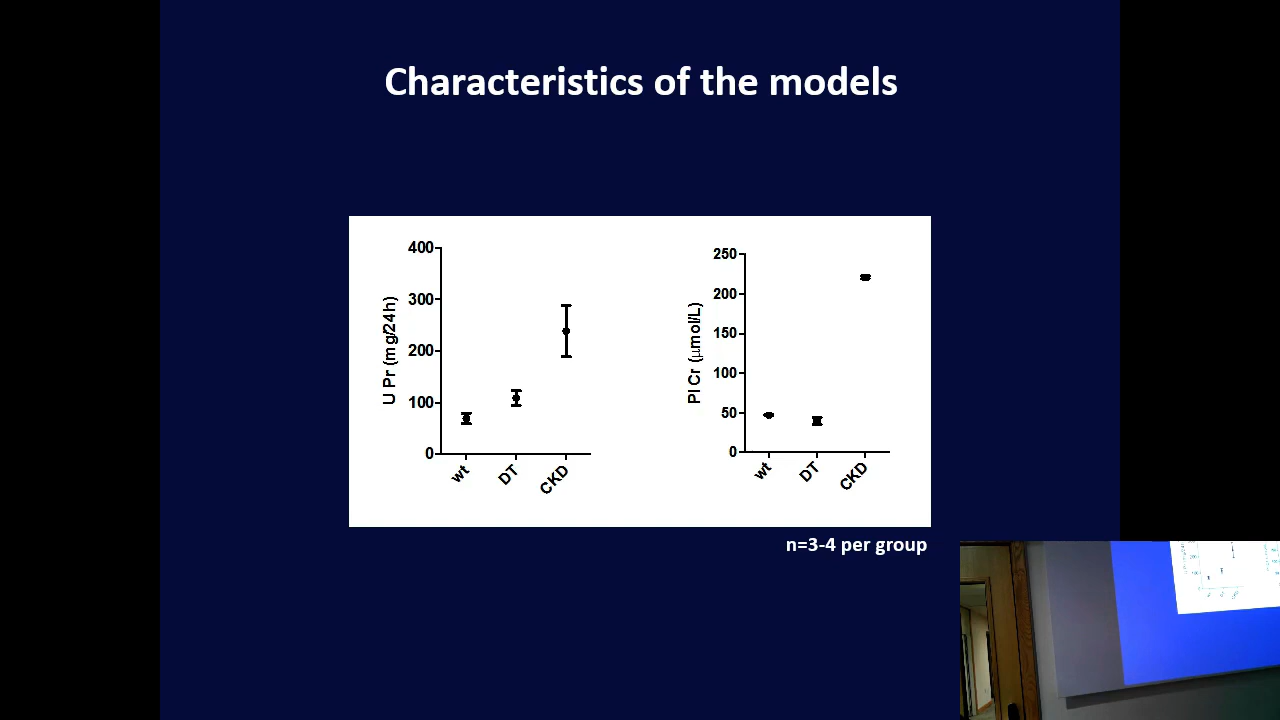 Characteristics of the models
400
300
200
100
0
U Pr (mg/24h)
wt
DT
CKD
250
200
150
100
50
0
Pl Cr (μmol/L)
wt
DT
CKD
n=3-4 per group